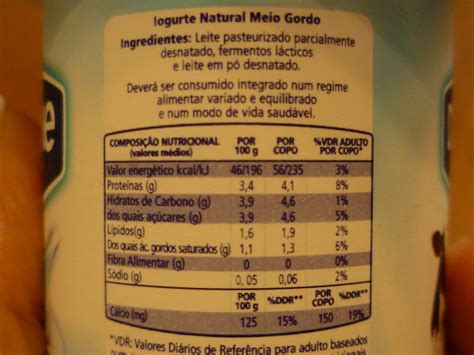 Iogurte Natural Meio Gordo
Ingredientes: Leite pasteurizado parcialmente
desnatado, fermentos lácticos
e leite em pó desnatado.
Deverá ser consumido integrado num regime
alimentar variado e equilibrado
e num modo de vida saudável.
COMPOSIÇÃO NUTRICIONAL (valores médios) POR 100 g POR COPO %VDR ADULTO POR COPO*
Valor energético kcal/kJ 46/196 56/235 3%
Proteínas (g) 3,4 4,1 8%
Hidratos de Carbono (g) 3,9 4,6 1%
dos quais açúcares (g) 3,9 4,6 5%
Lípidos(g) 1,6 1,9 2%
Dos quais ác. gordos saturados (g) 1,1 1,3 6%
Fibra Alimentar (g) 0 0 0%
Sódio (g) 0, 05 0,06 2%
POR 100 g %DDR** POR COPO %DDR**
Cálcio (mg) 125 15% 150 19%
*VDR: Valores Diários de Referência para adulto baseados